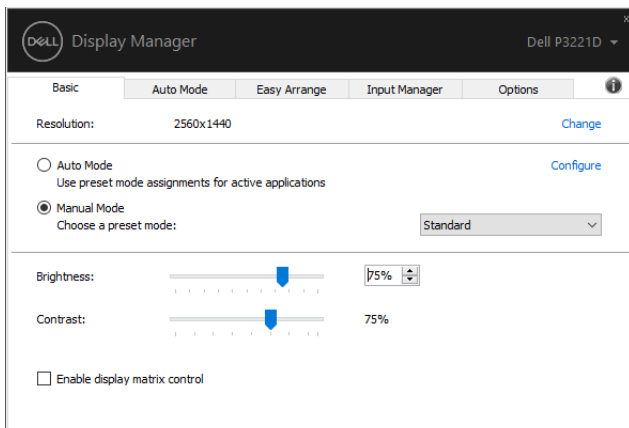 DELL Display Manager Dell P3221D
Basic Auto Mode Easy Arrange Input Manager Options
Resolution: 2560x1440 Change
Auto Mode Configure
Use preset mode assignments for active applications
Manual Mode
Choose a preset mode: Standard
Brightness: 75%
Contrast: 75%
Enable display matrix control